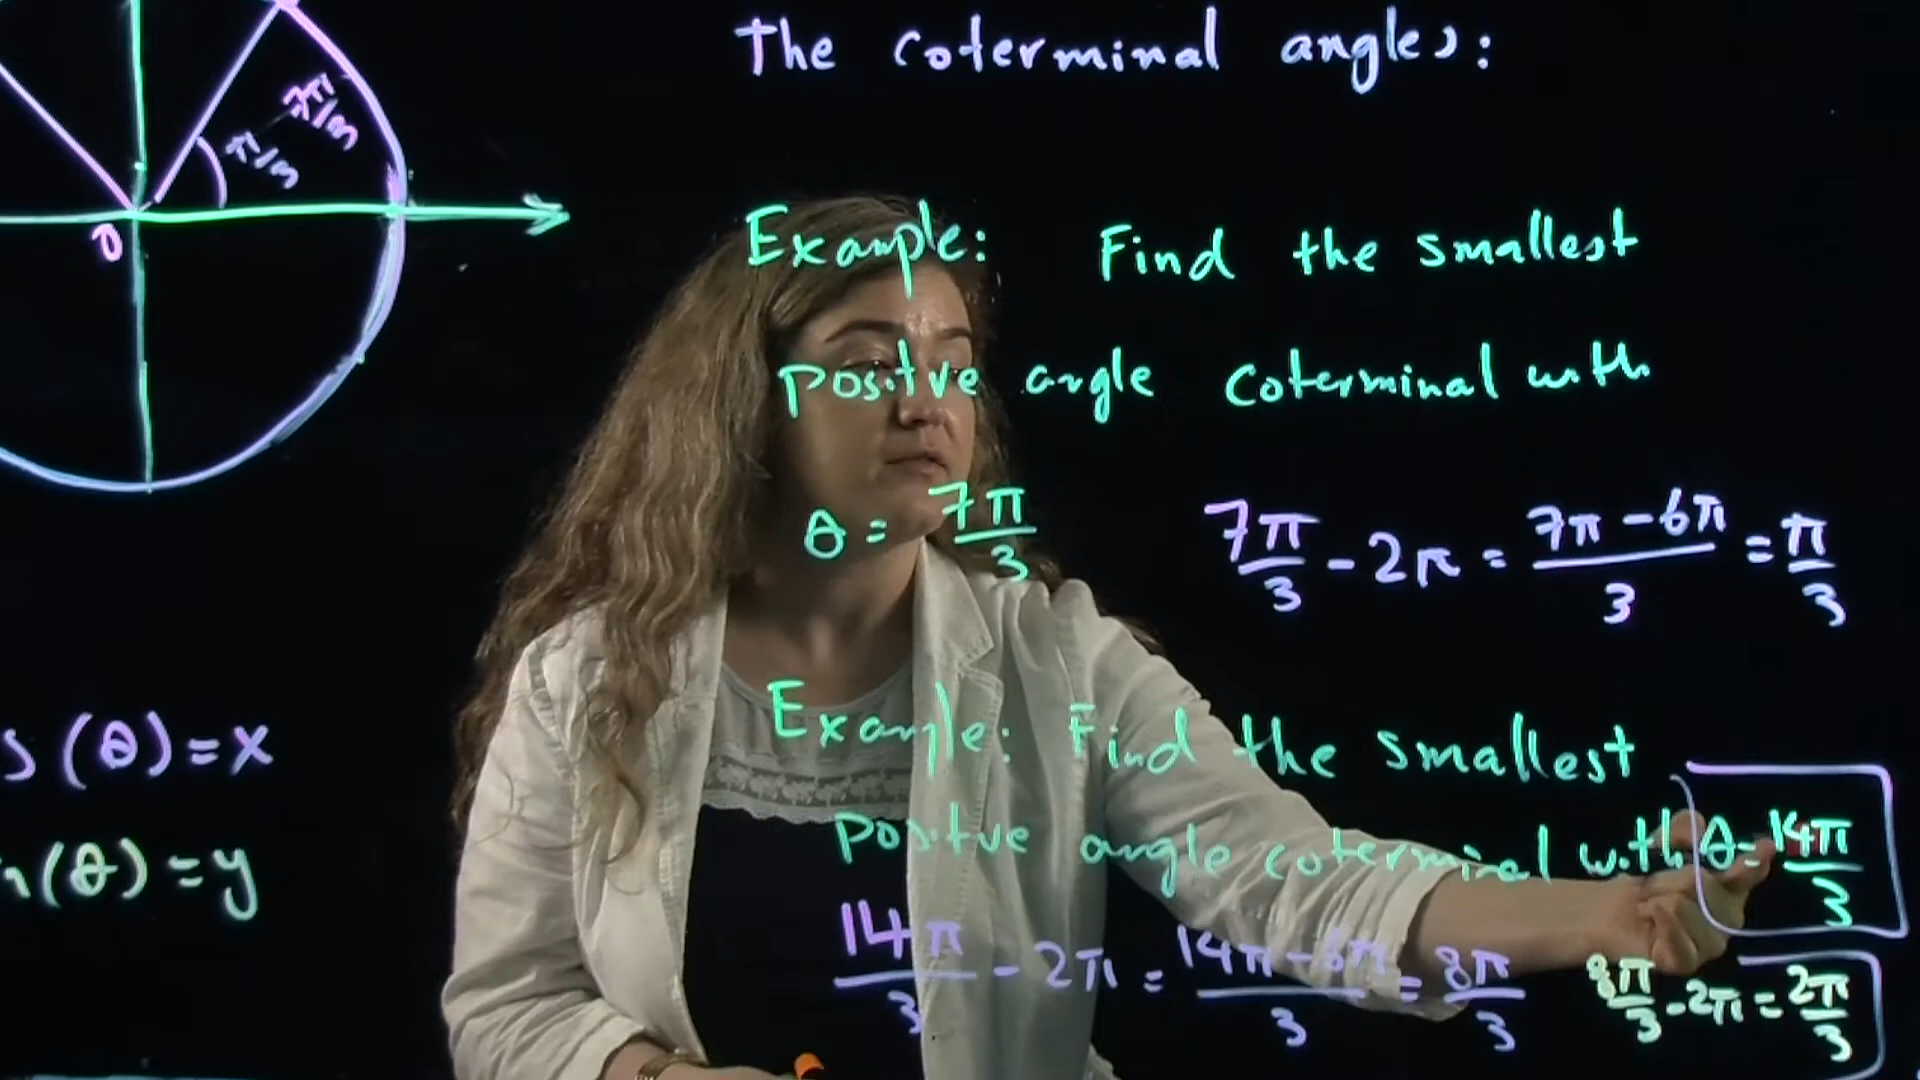 The coterminal angles:
π/3
7π/3
0
Example: Find the smallest
positve angle coterminal with
θ = 7π/3
7π/3 - 2π = (7π - 6π)/3 = π/3
Example: Find the smallest
positve angle coterminal with θ = 14π/3
14π/3 - 2π = (14π - 6π)/3 = 8π/3
8π/3 - 2π = 2π/3
s(θ) = x
n(θ) = y